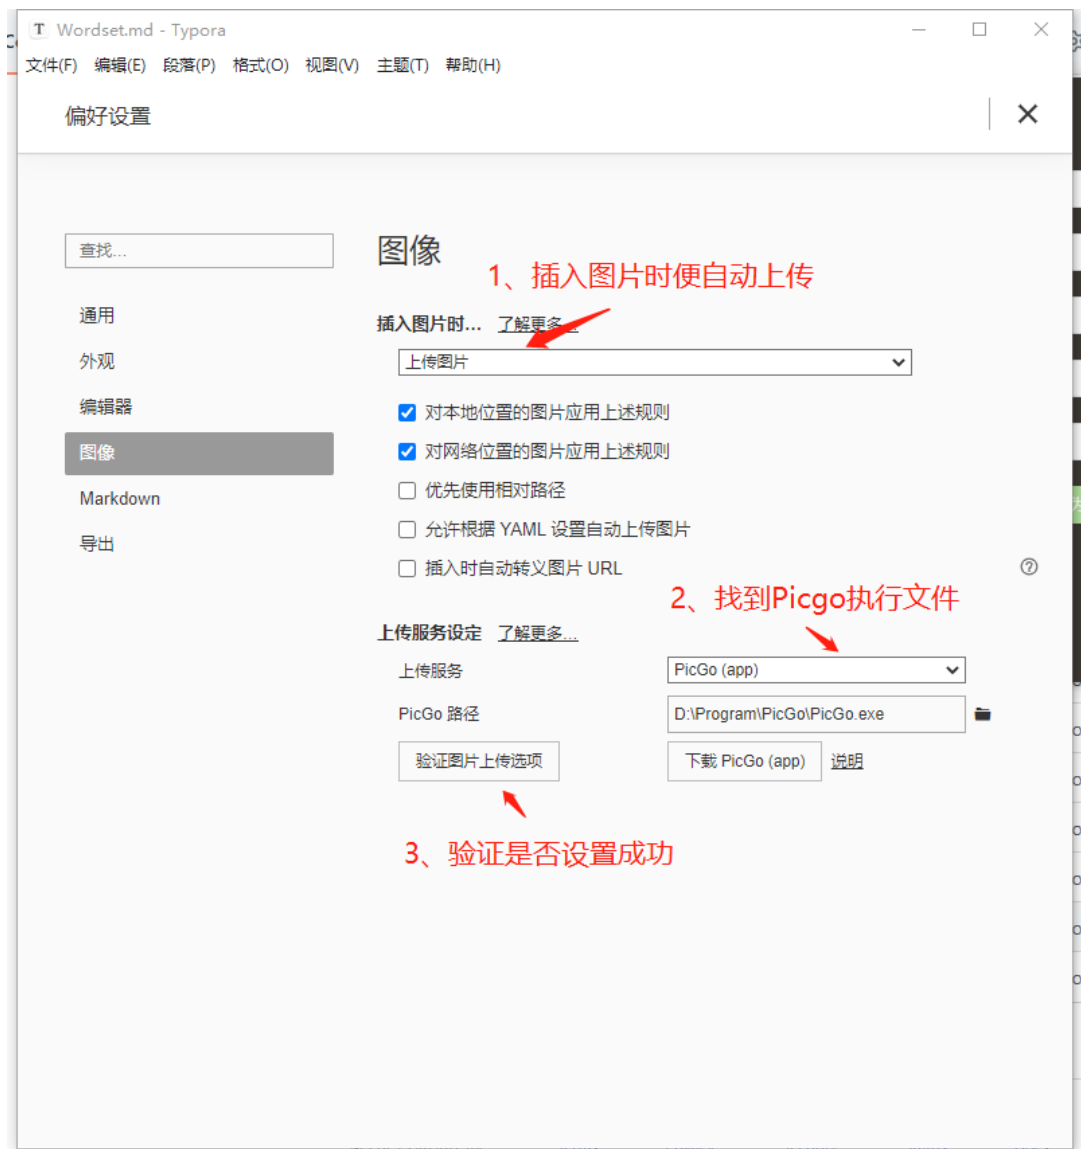 Wordset.md - Typora
文件(F) 编辑(E) 段落(P) 格式(O) 视图(V) 主题(T) 帮助(H)
偏好设置
查找...
通用
外观
编辑器
图像
Markdown
导出
图像
1、插入图片时便自动上传
插入图片时... 了解更多...
上传图片
对本地位置的图片应用上述规则
对网络位置的图片应用上述规则
优先使用相对路径
允许根据 YAML 设置自动上传图片
插入时自动转义图片 URL
2、找到Picgo执行文件
上传服务设定 了解更多...
上传服务 PicGo (app)
PicGo 路径 D:\Program\PicGo\PicGo.exe
验证图片上传选项 下载 PicGo (app) 说明
3、验证是否设置成功